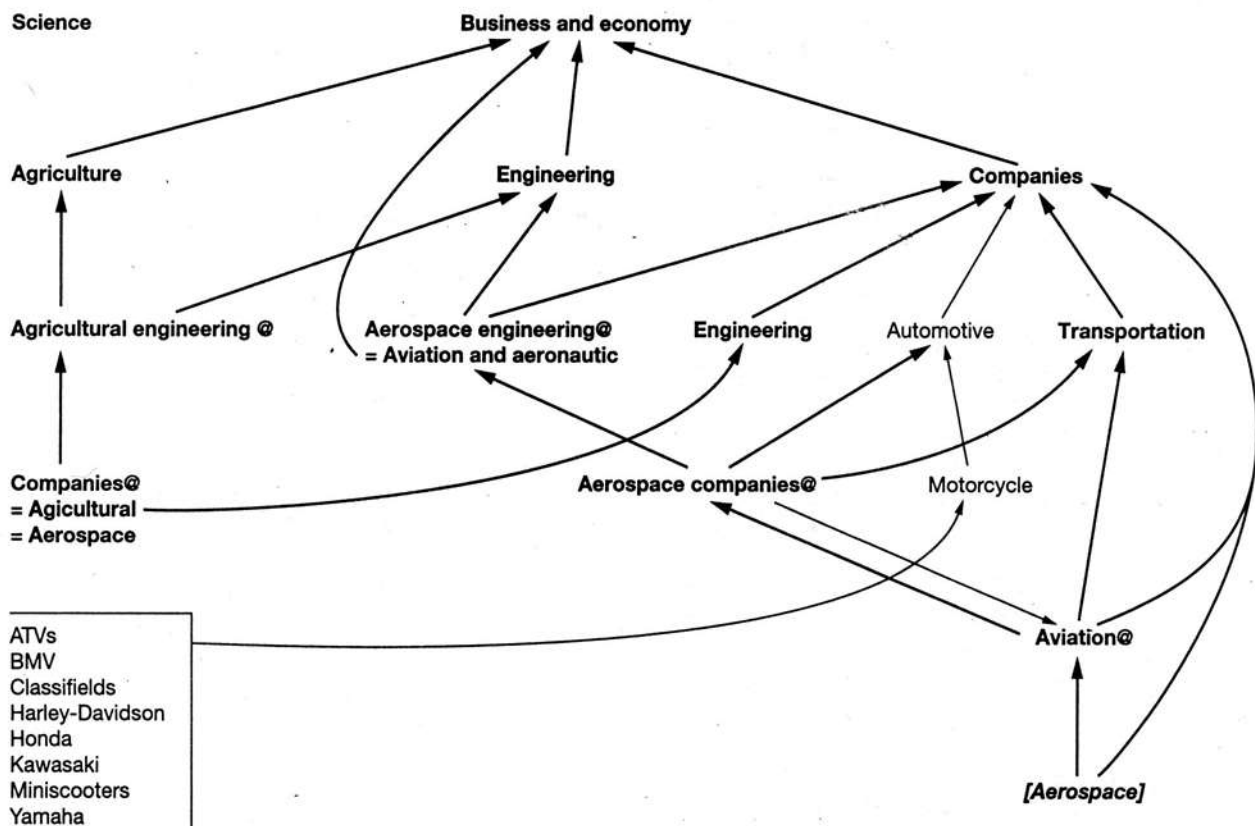 Science
Business and economy
Agriculture
Engineering
Companies
Agricultural engineering @
Aerospace engineering@
= Aviation and aeronautic
Engineering
Automotive
Transportation
Companies@
= Agicultural
= Aerospace
Aerospace companies@
Motorcycle
ATVs
BMV
Classifields
Harley-Davidson
Honda
Kawasaki
Miniscooters
Yamaha
Aviation@
[Aerospace]